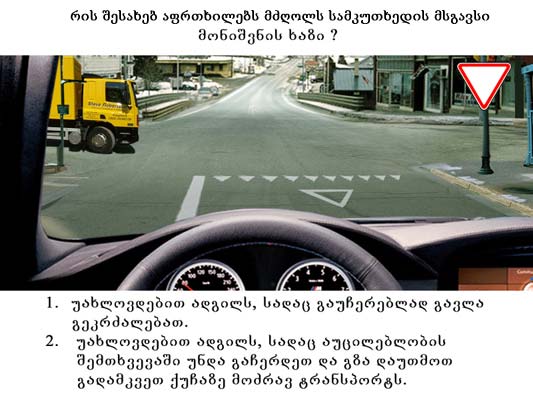 რის შესახებ აფრთხილებს მძღოლს სამკუთხედის მსგავსი
მონიშვნის ხაზი ?
1. უახლოვდებით ადგილს, სადაც გაუჩერებლად გავლა
გეკრძალებათ.
2. უახლოვდებით ადგილს, სადაც აუცილებლობის
შემთხვევაში უნდა გაჩერდეთ და გზა დაუთმოთ
გადამკვეთ ქუჩაზე მოძრავ ტრანსპორტს.